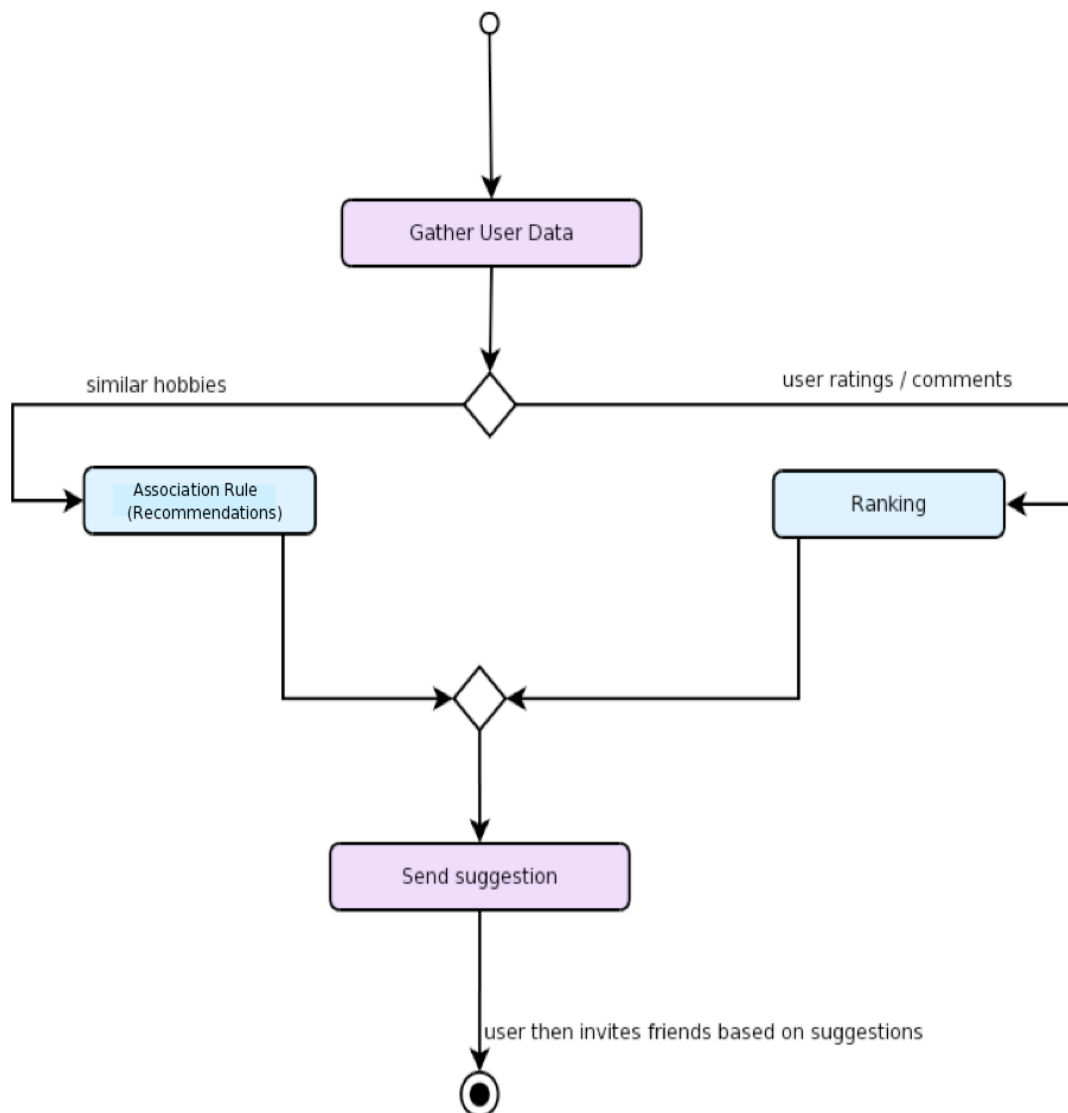 Gather User Data
similar hobbies
user ratings / comments
Association Rule
(Recommendations)
Ranking
Send suggestion
user then invites friends based on suggestions